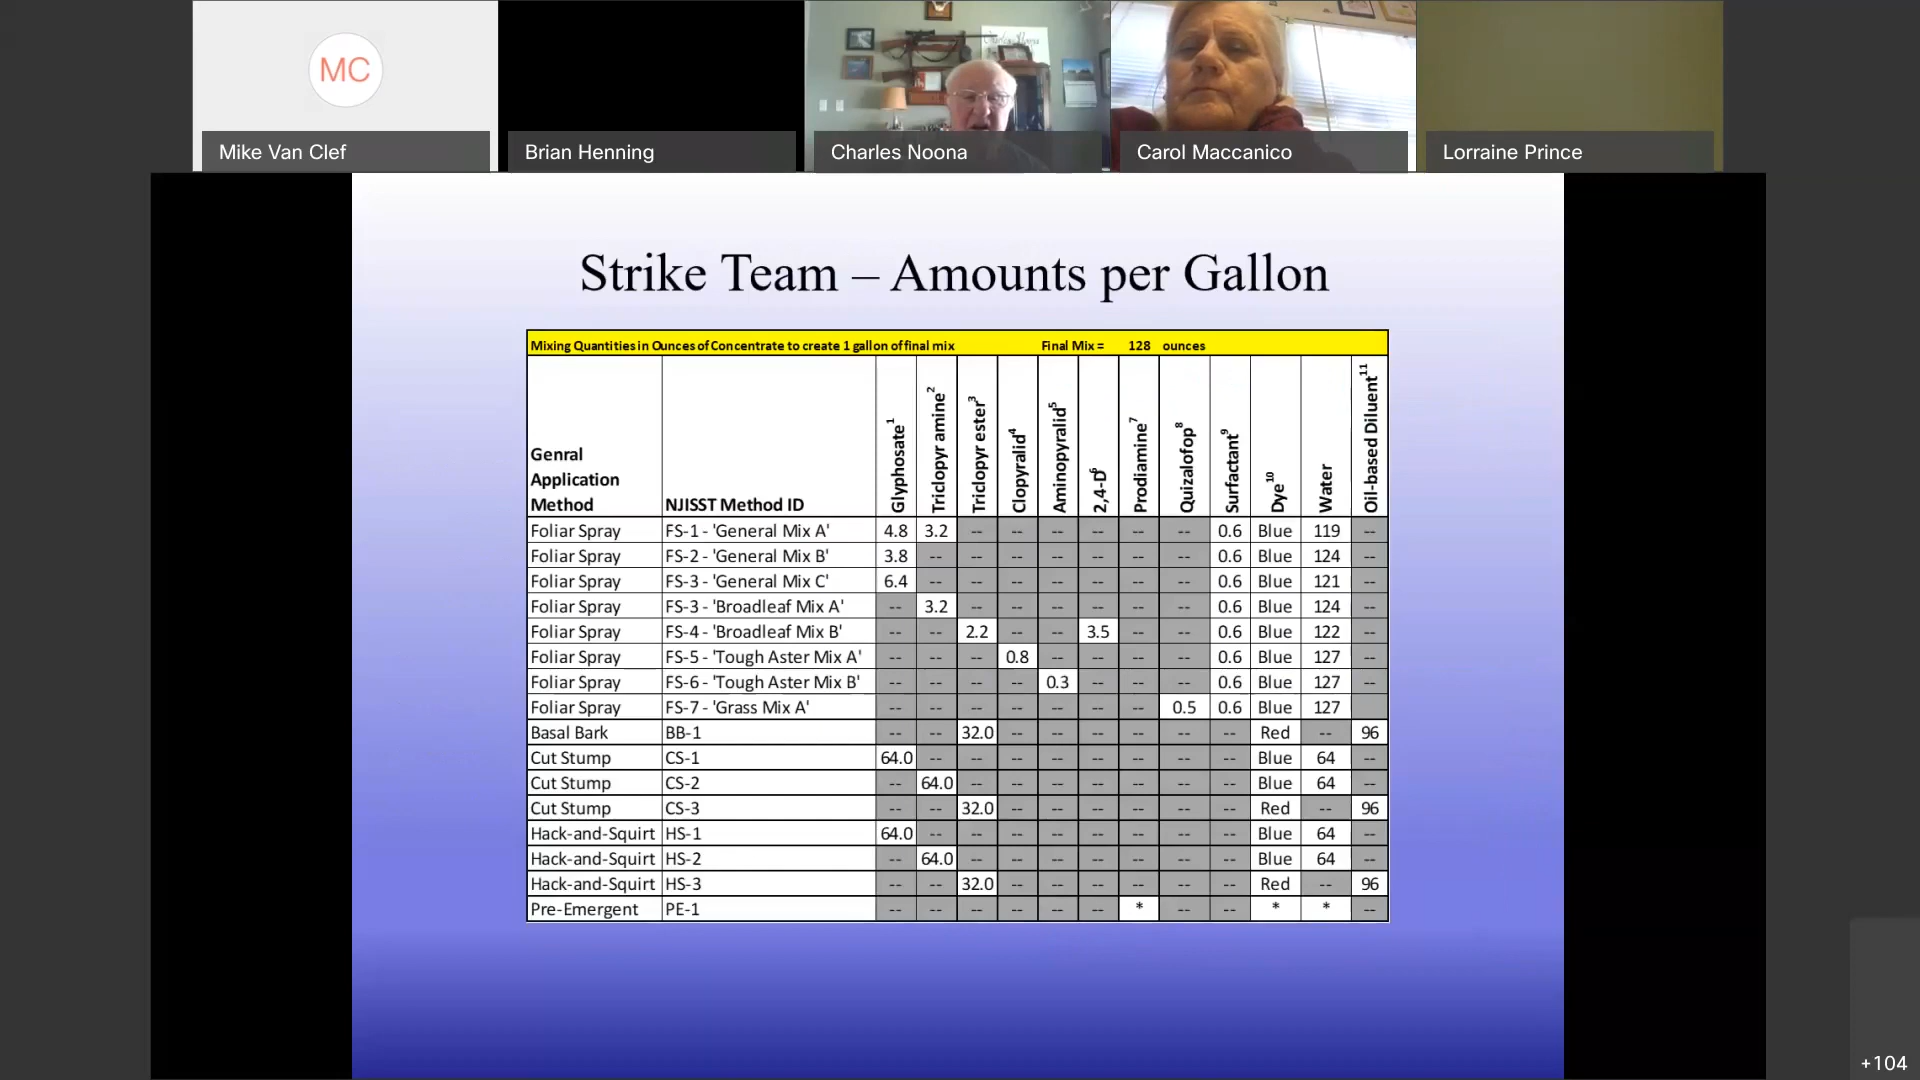 MC
Mike Van Clef
Brian Henning
Charles Noona
Carol Maccanico
Lorraine Prince
Strike Team – Amounts per Gallon
Mixing Quantities in Ounces of Concentrate to create 1 gallon of final mix Final Mix = 128 ounces
Genral Application Method NJISST Method ID Glyphosate1 Triclopyr amine2 Triclopyr ester3 Clopyralid4 Aminopyralid5 2,4-D6 Prodiamine7 Quizalofop8 Surfactant9 Dye10 Water Oil-based Diluent11
Foliar Spray FS-1 - 'General Mix A' 4.8 3.2 -- -- -- -- -- -- 0.6 Blue 119 --
Foliar Spray FS-2 - 'General Mix B' 3.8 -- -- -- -- -- -- -- 0.6 Blue 124 --
Foliar Spray FS-3 - 'General Mix C' 6.4 -- -- -- -- -- -- -- 0.6 Blue 121 --
Foliar Spray FS-3 - 'Broadleaf Mix A' -- 3.2 -- -- -- -- -- -- 0.6 Blue 124 --
Foliar Spray FS-4 - 'Broadleaf Mix B' -- -- 2.2 -- -- 3.5 -- -- 0.6 Blue 122 --
Foliar Spray FS-5 - 'Tough Aster Mix A' -- -- -- 0.8 -- -- -- -- 0.6 Blue 127 --
Foliar Spray FS-6 - 'Tough Aster Mix B' -- -- -- -- 0.3 -- -- -- 0.6 Blue 127 --
Foliar Spray FS-7 - 'Grass Mix A' -- -- -- -- -- -- -- 0.5 0.6 Blue 127
Basal Bark BB-1 -- -- 32.0 -- -- -- -- -- -- Red -- 96
Cut Stump CS-1 64.0 -- -- -- -- -- -- -- -- Blue 64 --
Cut Stump CS-2 -- 64.0 -- -- -- -- -- -- -- Blue 64 --
Cut Stump CS-3 -- -- 32.0 -- -- -- -- -- -- Red -- 96
Hack-and-Squirt HS-1 64.0 -- -- -- -- -- -- -- -- Blue 64 --
Hack-and-Squirt HS-2 -- 64.0 -- -- -- -- -- -- -- Blue 64 --
Hack-and-Squirt HS-3 -- -- 32.0 -- -- -- -- -- -- Red -- 96
Pre-Emergent PE-1 -- -- -- -- -- -- * -- -- * * --
+104